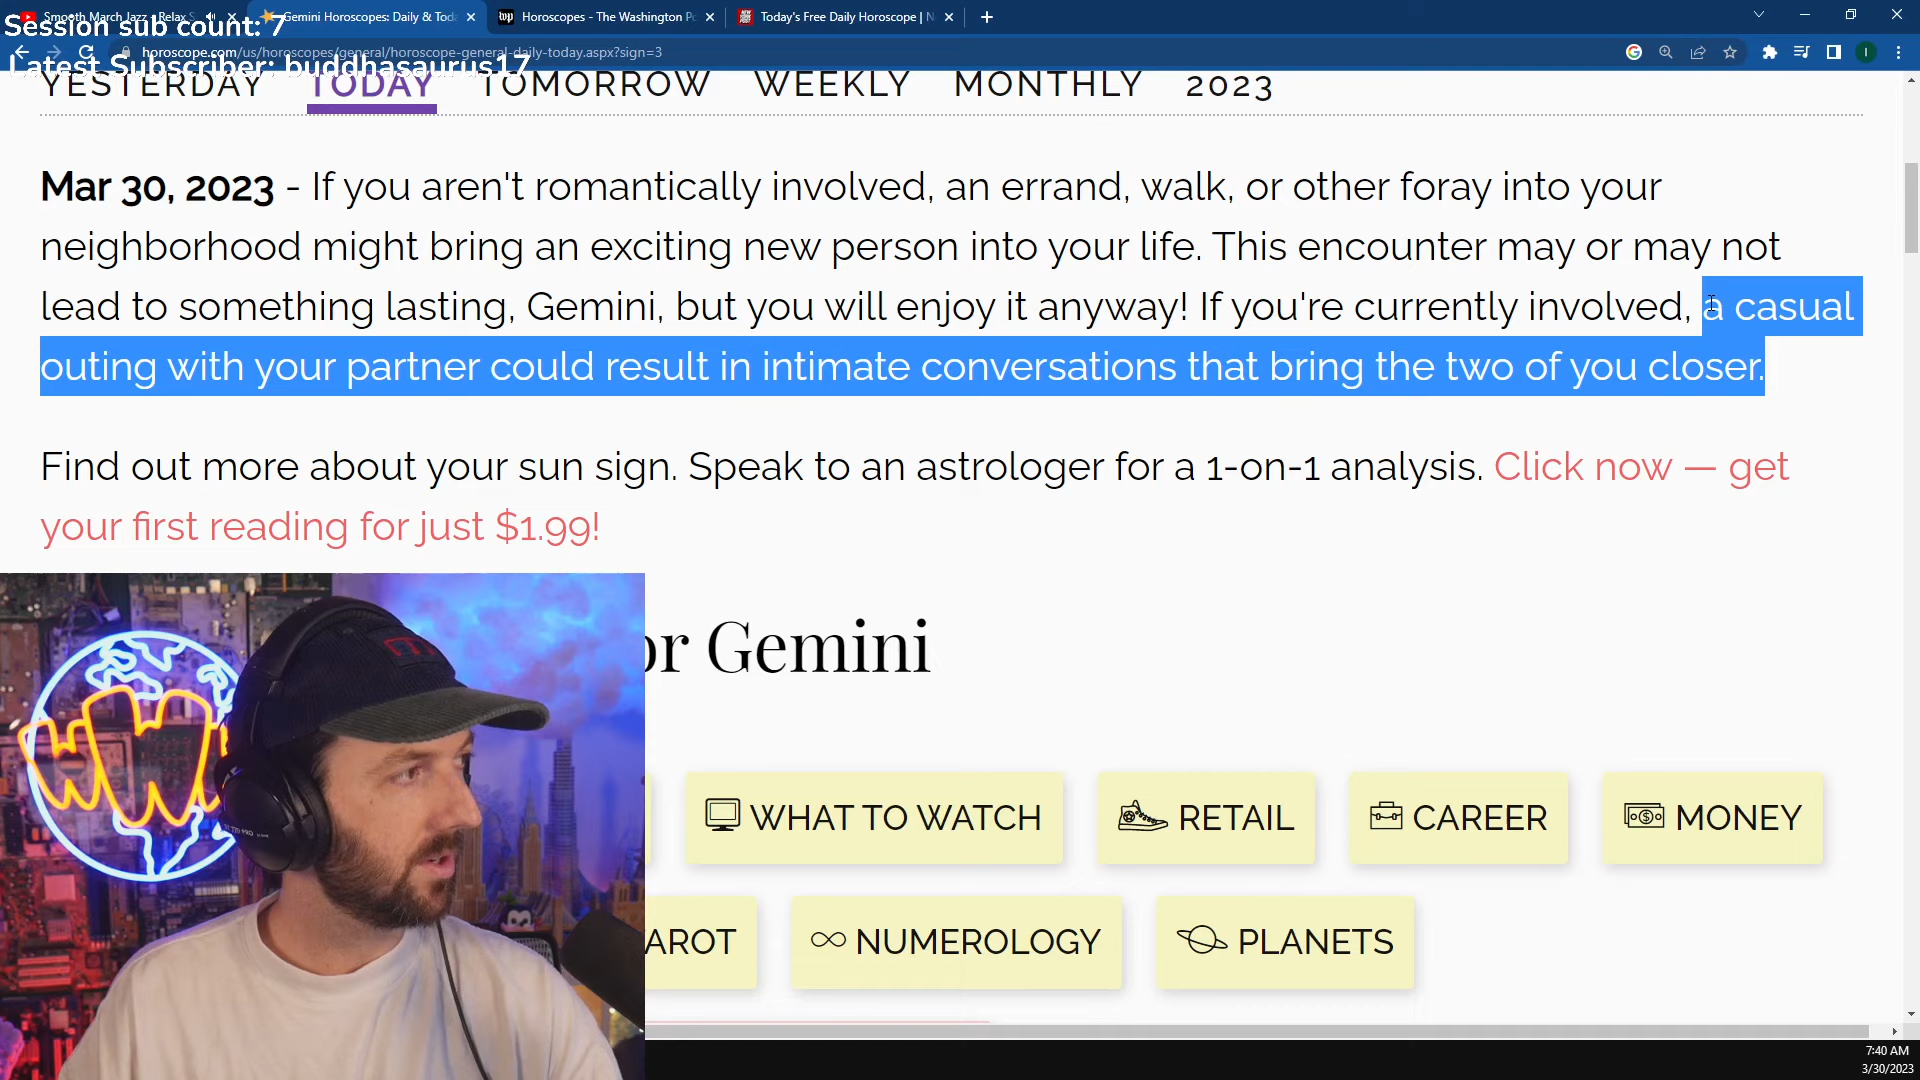 Smooth March Jazz - Relax
Gemini Horoscopes: Daily & Tod
Horoscopes - The Washington Po
Today's Free Daily Horoscope | N
Session sub count: 7
horoscope.com/us/horoscopes/general/horoscope-general-daily-today.aspx?sign=3
Latest Subscriber: buddhasaurus17
YESTERDAY TODAY TOMORROW WEEKLY MONTHLY 2023
Mar 30, 2023 - If you aren't romantically involved, an errand, walk, or other foray into your
neighborhood might bring an exciting new person into your life. This encounter may or may not
lead to something lasting, Gemini, but you will enjoy it anyway! If you're currently involved, a casual
outing with your partner could result in intimate conversations that bring the two of you closer.
Find out more about your sun sign. Speak to an astrologer for a 1-on-1 analysis. Click now — get
your first reading for just $1.99!
or Gemini
WHAT TO WATCH RETAIL CAREER MONEY
AROT NUMEROLOGY PLANETS
WW
7:40 AM
3/30/2023